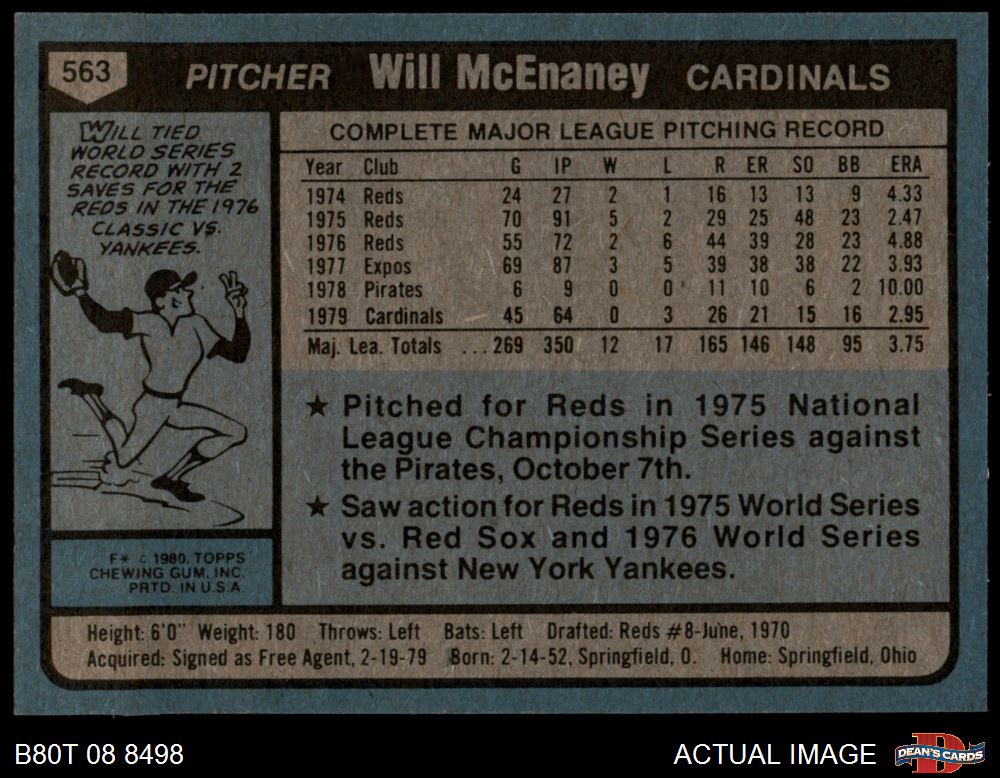 563
PITCHER Will McEnaney CARDINALS
WILL TIED
WORLD SERIES
RECORD WITH 2
SAVES FOR THE
REDS IN THE 1976
CLASSIC VS.
YANKEES.
COMPLETE MAJOR LEAGUE PITCHING RECORD
Year Club G IP W L R ER SO BB ERA
1974 Reds 24 27 2 1 16 13 13 9 4.33
1975 Reds 70 91 5 2 29 25 48 23 2.47
1976 Reds 55 72 2 6 44 39 28 23 4.88
1977 Expos 69 87 3 5 39 38 38 22 3.93
1978 Pirates 6 9 0 0 11 10 6 2 10.00
1979 Cardinals 45 64 0 3 26 21 15 16 2.95
Maj. Lea. Totals ...269 350 12 17 165 146 148 95 3.75
★ Pitched for Reds in 1975 National
League Championship Series against
the Pirates, October 7th.
★ Saw action for Reds in 1975 World Series
vs. Red Sox and 1976 World Series
against New York Yankees.
F* © 1980, TOPPS
CHEWING GUM, INC.
PRTD. IN U.S.A.
Height: 6'0" Weight: 180 Throws: Left Bats: Left Drafted: Reds #8-June, 1970
Acquired: Signed as Free Agent, 2-19-79 Born: 2-14-52, Springfield, O. Home: Springfield, Ohio
B80T 08 8498
ACTUAL IMAGE
DEAN'S CARDS